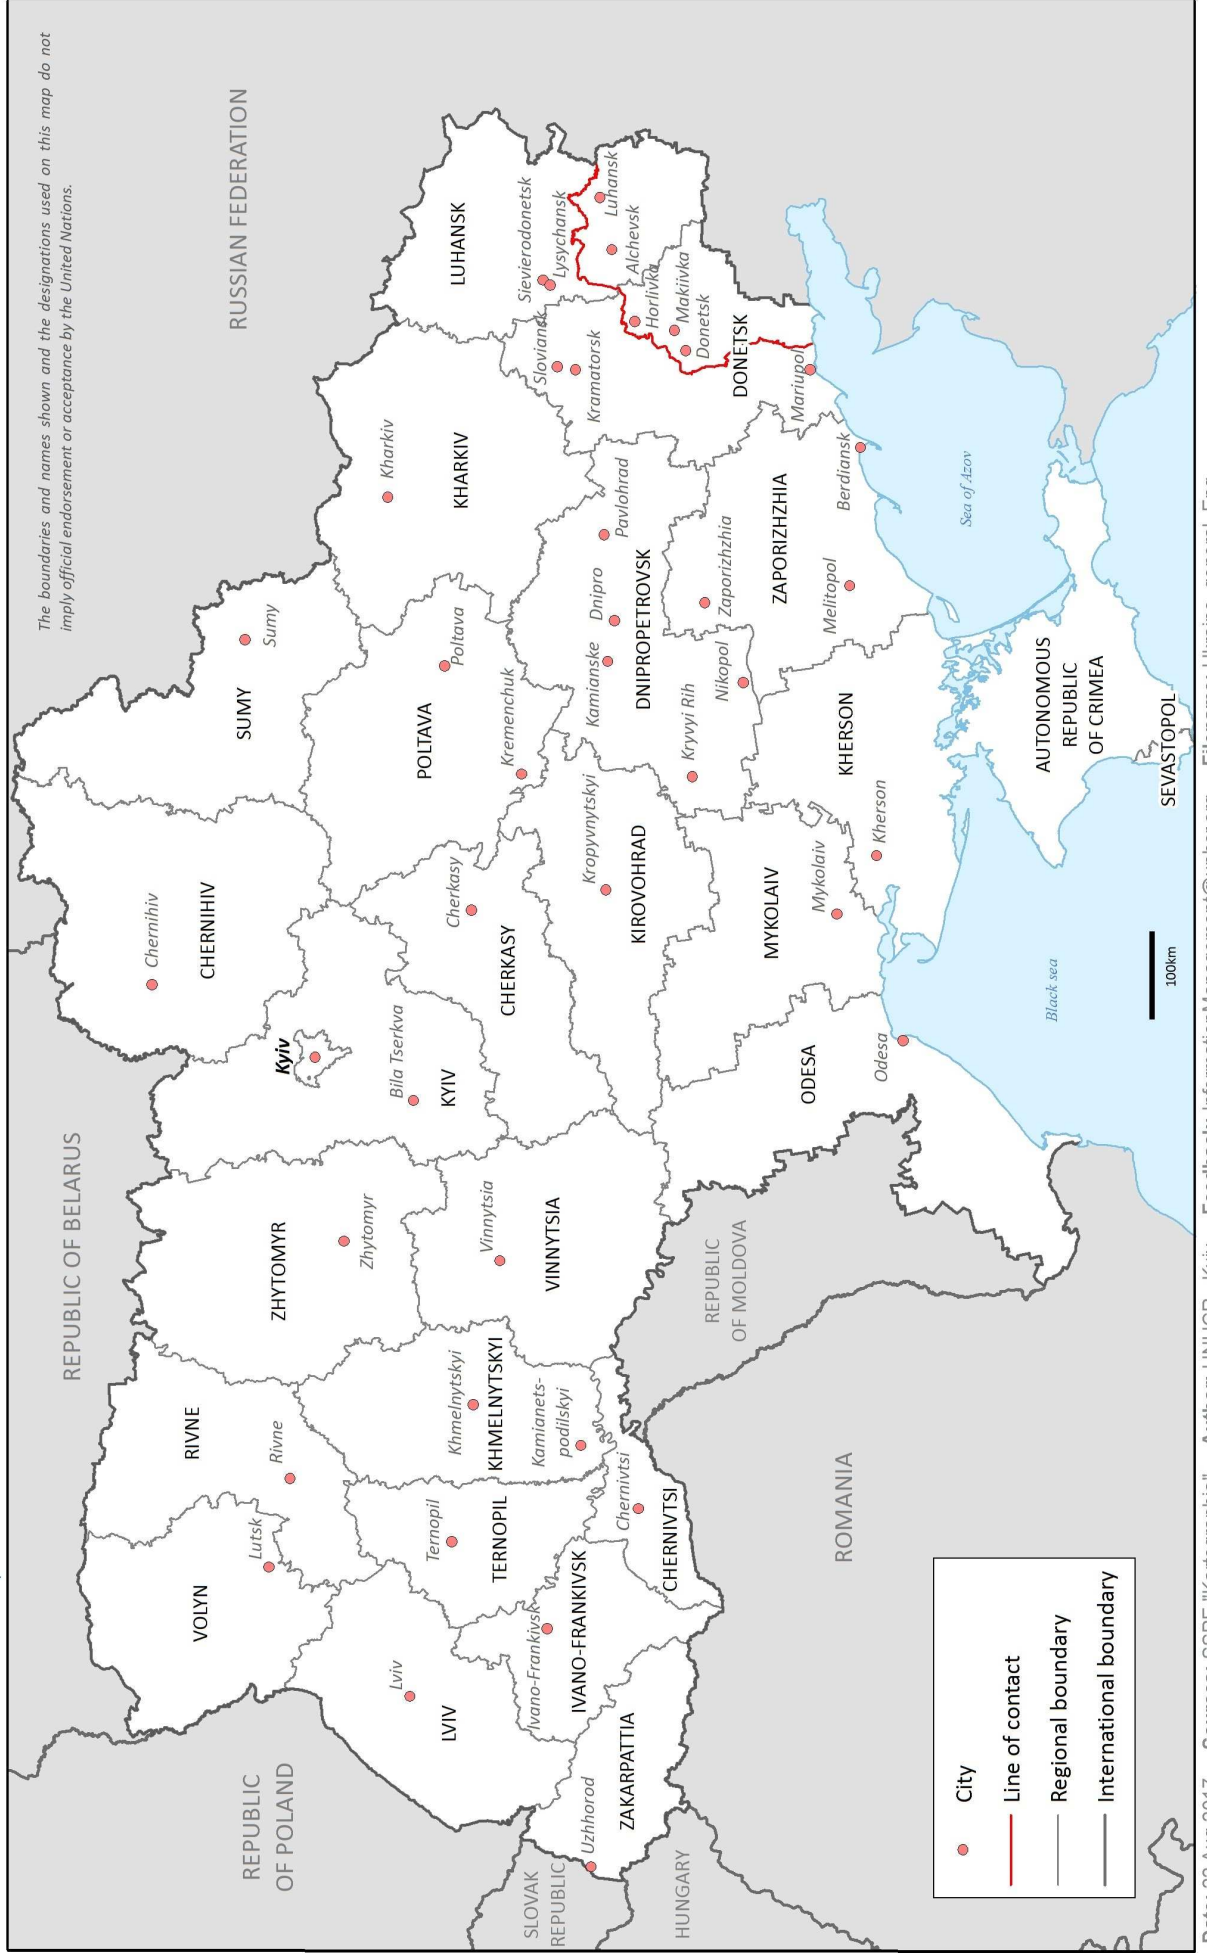 The boundaries and names shown and the designations used on this map do not
imply official endorsement or acceptance by the United Nations.
RUSSIAN FEDERATION
REPUBLIC OF BELARUS
REPUBLIC
OF POLAND
SLOVAK
REPUBLIC
HUNGARY
ROMANIA
REPUBLIC
OF MOLDOVA
VOLYN
Lutsk
RIVNE
Rivne
ZHYTOMYR
Zhytomyr
Kyiv
Bila Tserkva
KYIV
CHERNIHIV
Chernihiv
SUMY
Sumy
LVIV
Lviv
TERNOPIL
Ternopil
Khmelnytskyi
KHMELNYTSKYI
Kamianets-
podilskyi
Vinnytsia
VINNYTSIA
Cherkasy
CHERKASY
POLTAVA
Poltava
Kremenchuk
Kharkiv
KHARKIV
LUHANSK
Sievierodonetsk
Lysychansk
Luhansk
Alchevsk
Sloviansk
Kramatorsk
Horlivka
Makiivka
Donetsk
DONETSK
Mariupol
Uzhhorod
ZAKARPATTIA
Ivano-Frankivsk
IVANO-FRANKIVSK
Chernivtsi
CHERNIVTSI
Kropyvnytskyi
KIROVOHRAD
Kamianske
Dnipro
Pavlohrad
DNIPROPETROVSK
Kryvyi Rih
Nikopol
Zaporizhzhia
ZAPORIZHZHIA
Melitopol
Berdiansk
MYKOLAIV
Mykolaiv
ODESA
Odesa
KHERSON
Kherson
AUTONOMOUS
REPUBLIC
OF CRIMEA
SEVASTOPOL
Sea of Azov
Black sea
100km
City
Line of contact
Regional boundary
International boundary